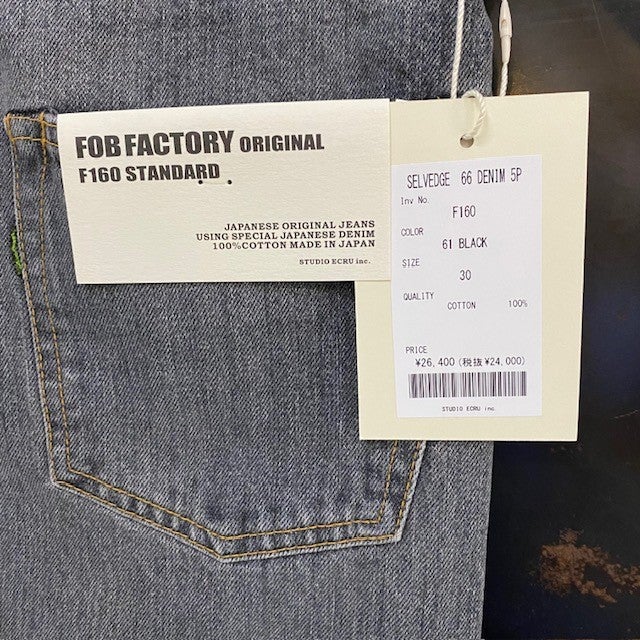 FOB FACTORY ORIGINAL
F160 STANDARD
JAPANESE ORIGINAL JEANS
USING SPECIAL JAPANESE DENIM
100%COTTON MADE IN JAPAN
STUDIO ECRU inc.
SELVEDGE 66 DENIM 5P
Inv No.
F160
COLOR
61 BLACK
SIZE
30
QUALITY
COTTON 100%
PRICE
¥26,400 (税抜 ¥24,000)
STUDIO ECRU inc.